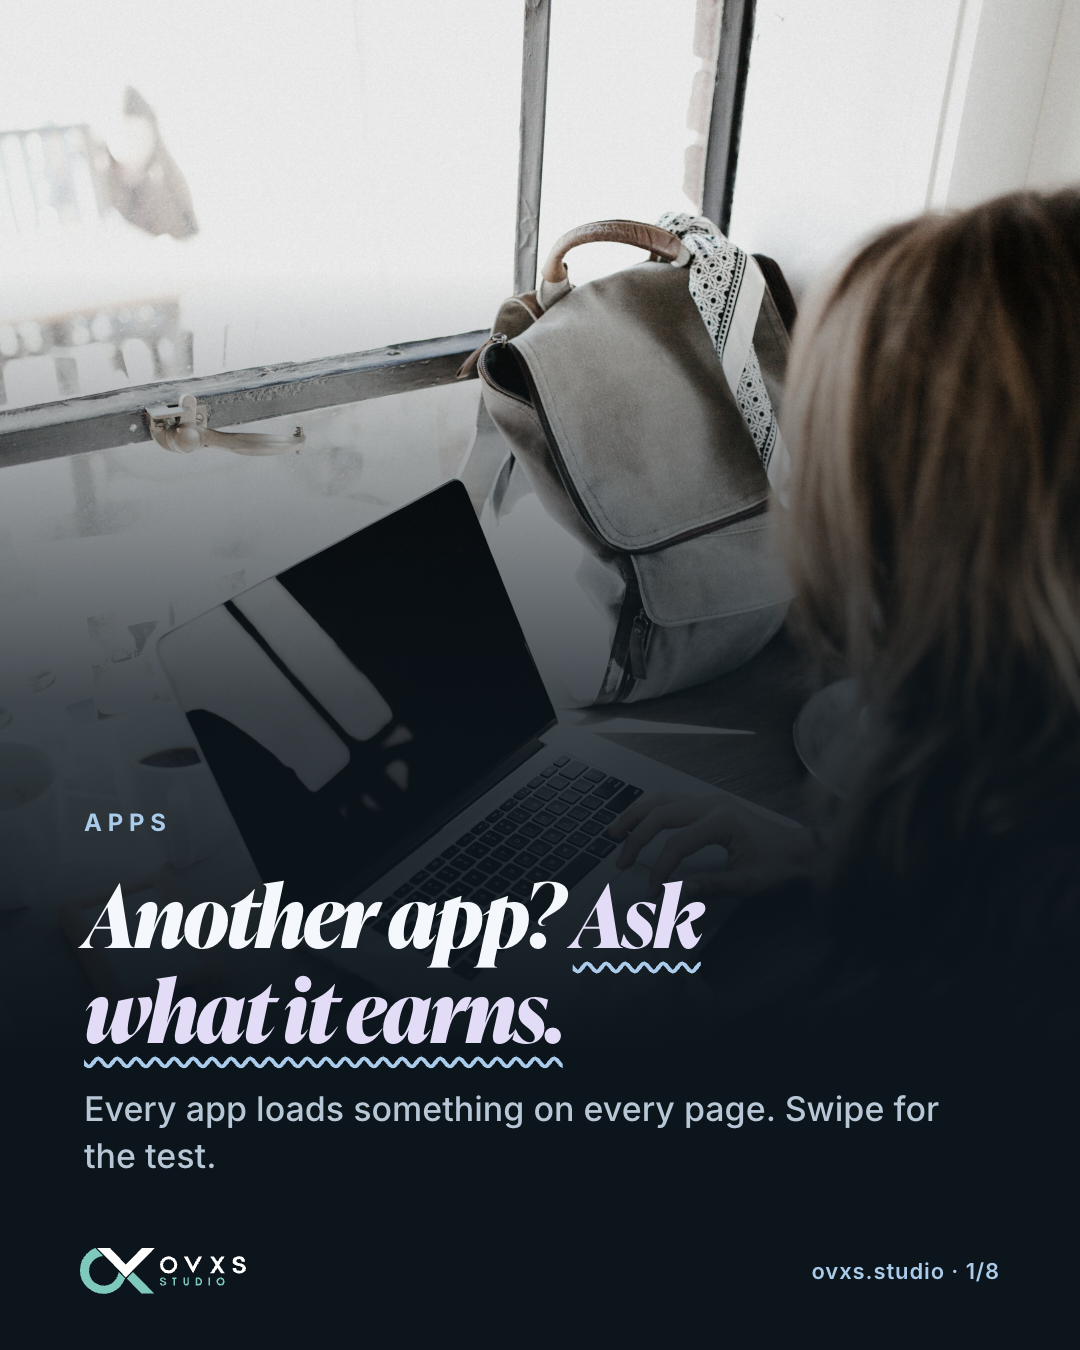 APPS
Another app? Ask
what it earns.
Every app loads something on every page. Swipe for
the test.
OVXS
STUDIO
ovxs.studio · 1/8